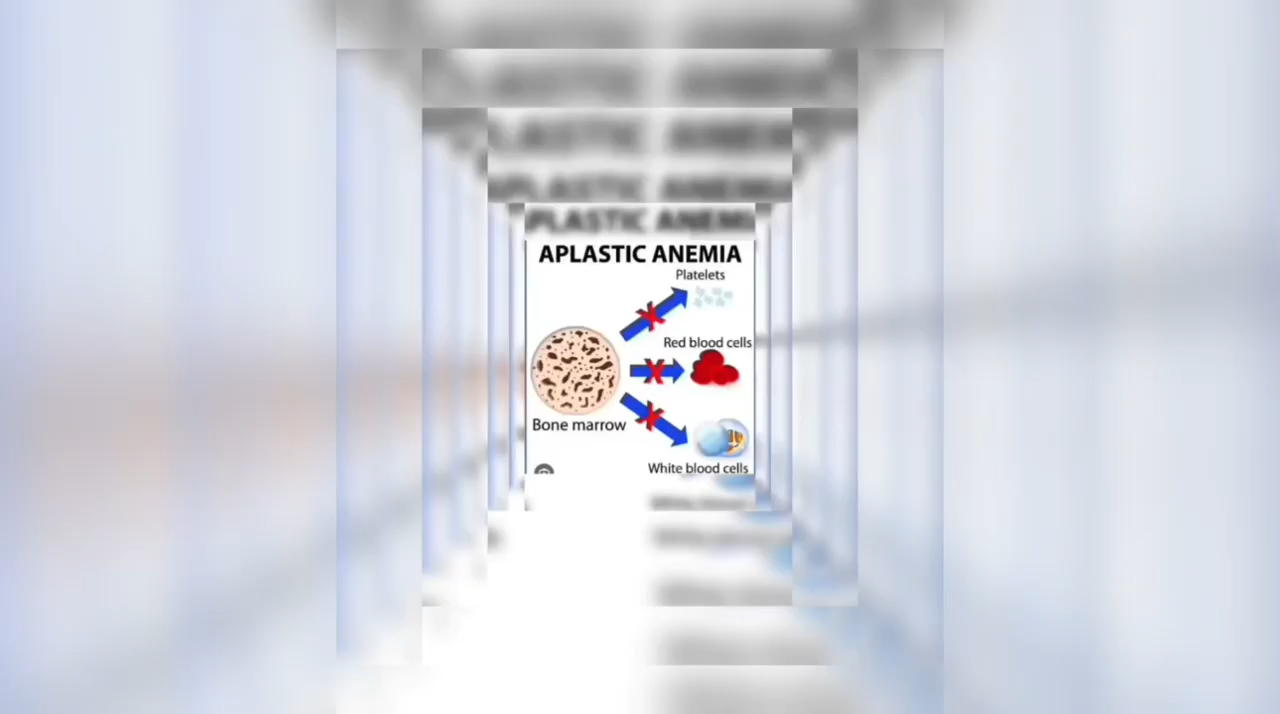 APLASTIC ANEMIA
Platelets
Red blood cells
Bone marrow
White blood cells